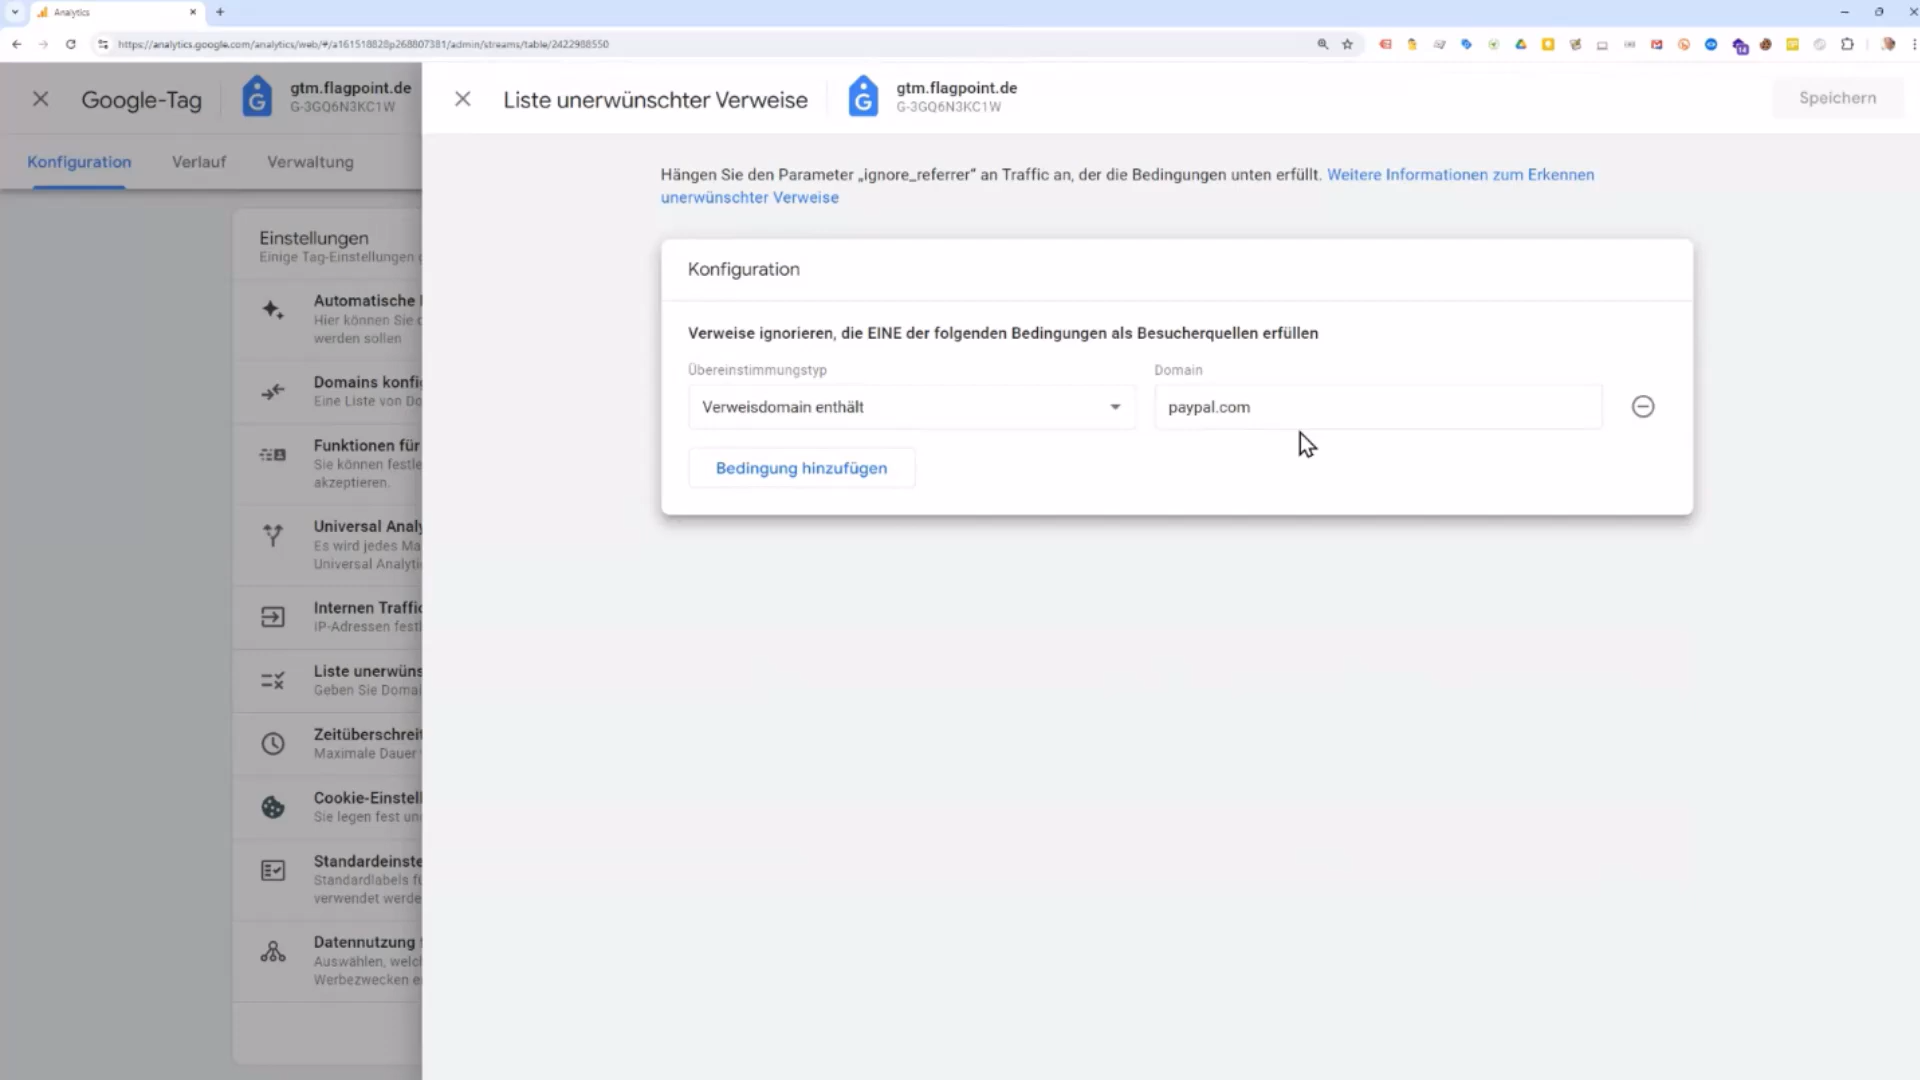 Analytics
https://analytics.google.com/analytics/web/#/a161518828p268807381/admin/streams/table/2422988550
Google-Tag
gtm.flagpoint.de
G-3GQ6N3KC1W
Liste unerwünschter Verweise
gtm.flagpoint.de
G-3GQ6N3KC1W
Speichern
Konfiguration
Verlauf
Verwaltung
Hängen Sie den Parameter „ignore_referrer“ an Traffic an, der die Bedingungen unten erfüllt. Weitere Informationen zum Erkennen
unerwünschter Verweise
Konfiguration
Verweise ignorieren, die EINE der folgenden Bedingungen als Besucherquellen erfüllen
Übereinstimmungstyp
Domain
Verweisdomain enthält
paypal.com
Bedingung hinzufügen
Einstellungen
Einige Tag-Einstellungen
Automatische
Hier können Sie
werden sollen
Domains konfi
Eine Liste von Do
Funktionen für
Sie können festle
akzeptieren.
Universal Analy
Es wird jedes Ma
Universal Analyti
Internen Traffic
IP-Adressen festl
Liste unerwüns
Geben Sie Domai
Zeitüberschreit
Maximale Dauer
Cookie-Einstell
Sie legen fest un
Standardeinste
Standardlabels fü
verwendet werde
Datennutzung
Auswählen, welc
Werbezwecken e